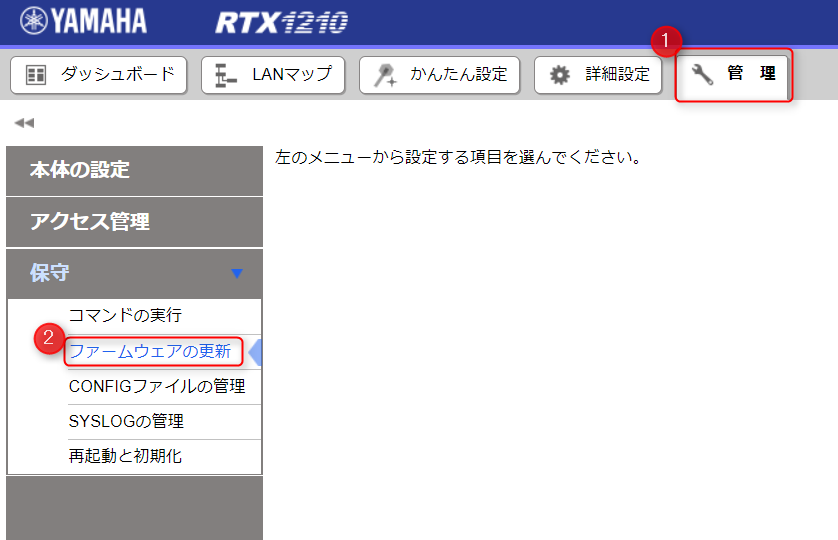 YAMAHA RTX1210
1
ダッシュボード LANマップ かんたん設定 詳細設定 管 理
本体の設定
左のメニューから設定する項目を選んでください。
アクセス管理
保守
コマンドの実行
2
ファームウェアの更新
CONFIGファイルの管理
SYSLOGの管理
再起動と初期化